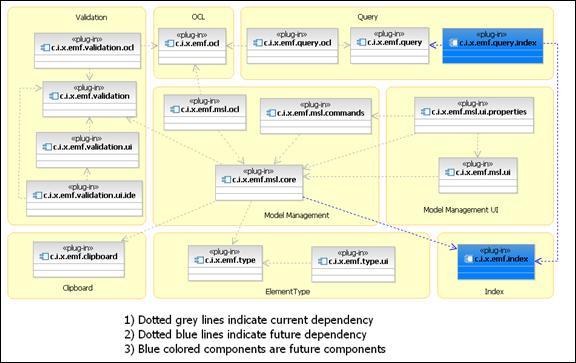 Validation
OCL
Query
«plug-in»
c.i.x.emf.validation.ocl
«plug-in»
c.i.x.emf.ocl
«plug-in»
c.i.x.emf.query.ocl
«plug-in»
c.i.x.emf.query
«plug-in»
c.i.x.emf.query.index
«plug-in»
c.i.x.emf.validation
«plug-in»
c.i.x.emf.msl.ocl
«plug-in»
c.i.x.emf.msl.commands
«plug-in»
c.i.x.emf.msl.ui.properties
«plug-in»
c.i.x.emf.validation.ui
«plug-in»
c.i.x.emf.msl.core
«plug-in»
c.i.x.emf.msl.ui
«plug-in»
c.i.x.emf.validation.ui.ide
Model Management
Model Management UI
«plug-in»
c.i.x.emf.clipboard
«plug-in»
c.i.x.emf.type
«plug-in»
c.i.x.emf.type.ui
«plug-in»
c.i.x.emf.index
Clipboard
ElementType
Index
1) Dotted grey lines indicate current dependency
2) Dotted blue lines indicate future dependency
3) Blue colored components are future components